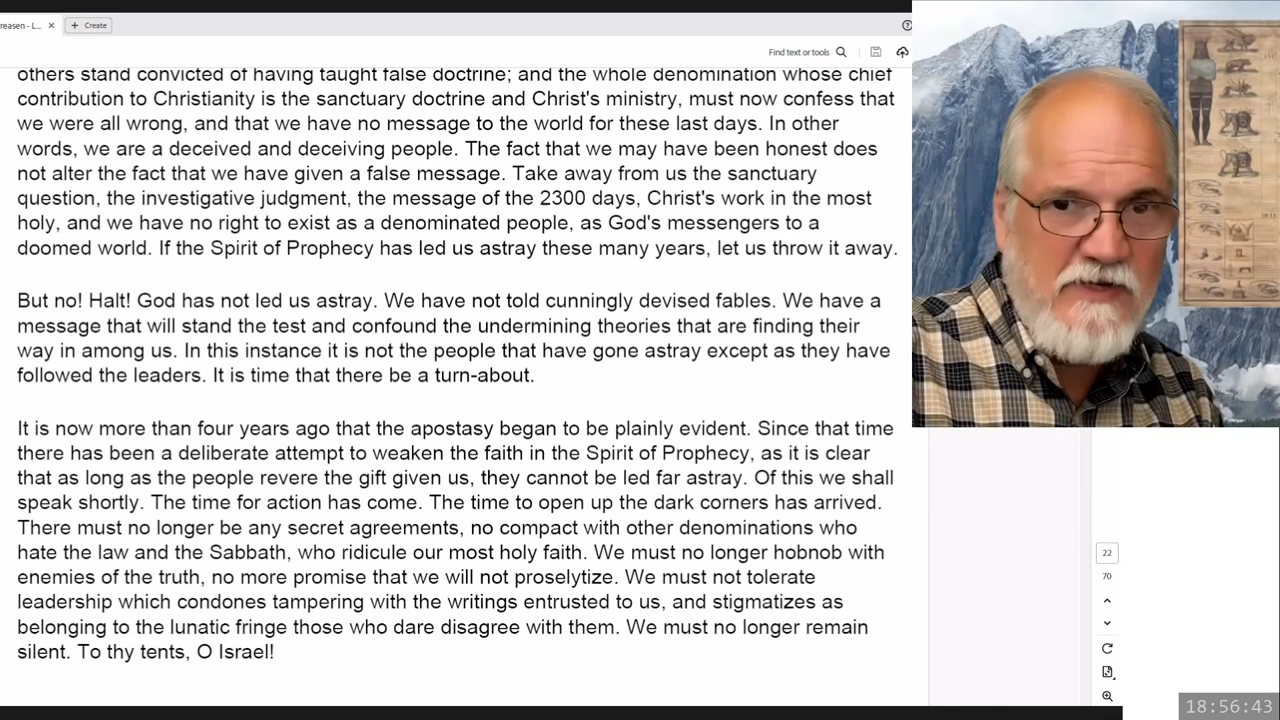 reasen - L...
Create
Find text or tools
others stand convicted of having taught false doctrine; and the whole denomination whose chief
contribution to Christianity is the sanctuary doctrine and Christ's ministry, must now confess that
we were all wrong, and that we have no message to the world for these last days. In other
words, we are a deceived and deceiving people. The fact that we may have been honest does
not alter the fact that we have given a false message. Take away from us the sanctuary
question, the investigative judgment, the message of the 2300 days, Christ's work in the most
holy, and we have no right to exist as a denominated people, as God's messengers to a
doomed world. If the Spirit of Prophecy has led us astray these many years, let us throw it away.
But no! Halt! God has not led us astray. We have not told cunningly devised fables. We have a
message that will stand the test and confound the undermining theories that are finding their
way in among us. In this instance it is not the people that have gone astray except as they have
followed the leaders. It is time that there be a turn-about.
It is now more than four years ago that the apostasy began to be plainly evident. Since that time
there has been a deliberate attempt to weaken the faith in the Spirit of Prophecy, as it is clear
that as long as the people revere the gift given us, they cannot be led far astray. Of this we shall
speak shortly. The time for action has come. The time to open up the dark corners has arrived.
There must no longer be any secret agreements, no compact with other denominations who
hate the law and the Sabbath, who ridicule our most holy faith. We must no longer hobnob with
enemies of the truth, no more promise that we will not proselytize. We must not tolerate
leadership which condones tampering with the writings entrusted to us, and stigmatizes as
belonging to the lunatic fringe those who dare disagree with them. We must no longer remain
silent. To thy tents, O Israel!
22
70
18:56:43